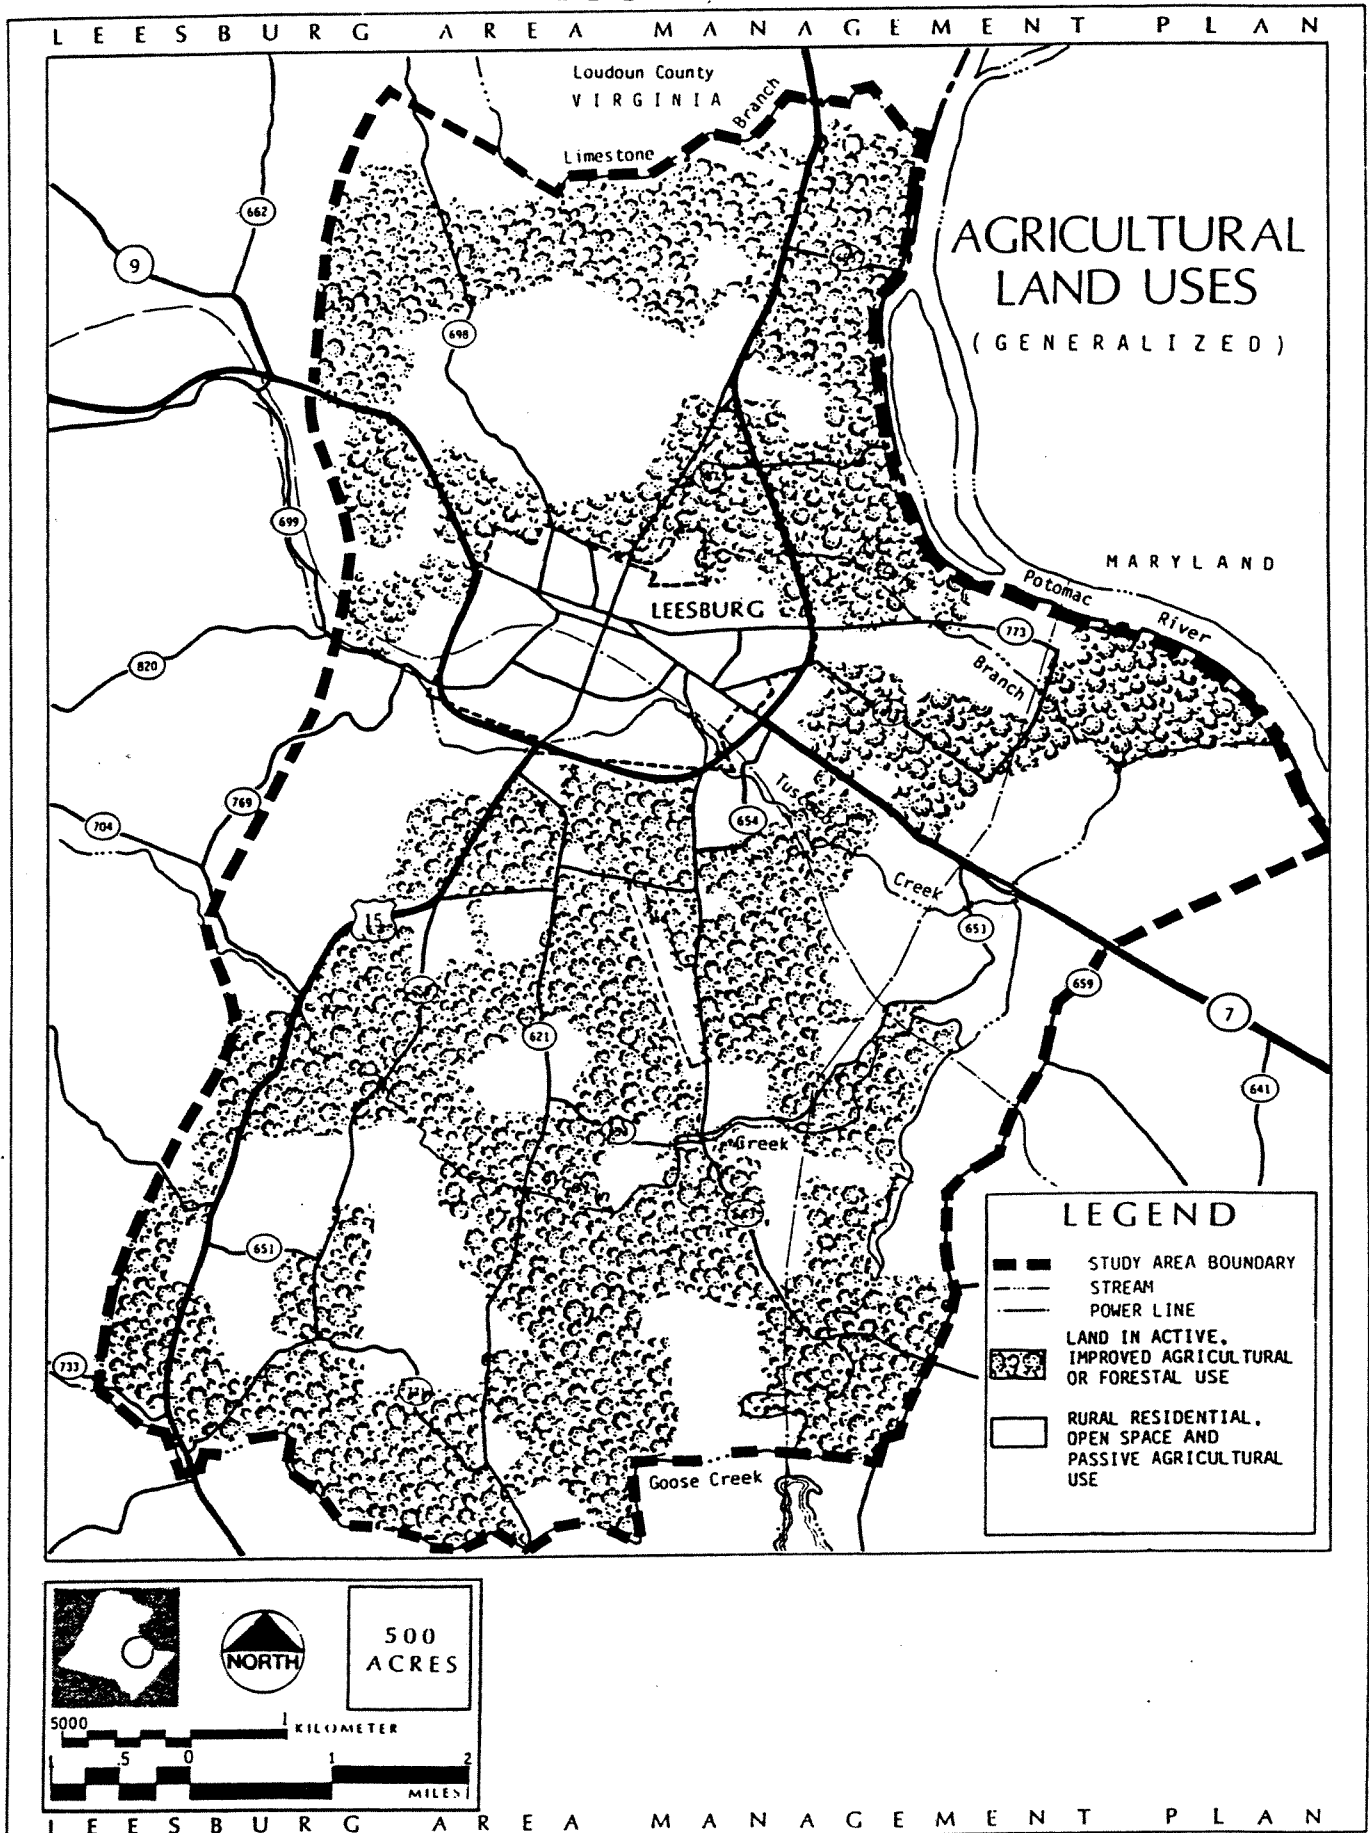 LEESBURG AREA MANAGEMENT PLAN
Loudoun County
VIRGINIA
Branch
Limestone
AGRICULTURAL
LAND USES
(GENERALIZED)
662
9
698
699
MARYLAND
Potomac
River
LEESBURG
773
820
Branch
769
704
654
Creek
15
653
659
7
621
641
Creek
651
733
Goose Creek
LEGEND
STUDY AREA BOUNDARY
STREAM
POWER LINE
LAND IN ACTIVE,
IMPROVED AGRICULTURAL
OR FORESTAL USE
RURAL RESIDENTIAL,
OPEN SPACE AND
PASSIVE AGRICULTURAL
USE
NORTH
500
ACRES
5000 1 KILOMETER
1 .5 0 1 2
MILES
LEESBURG AREA MANAGEMENT PLAN